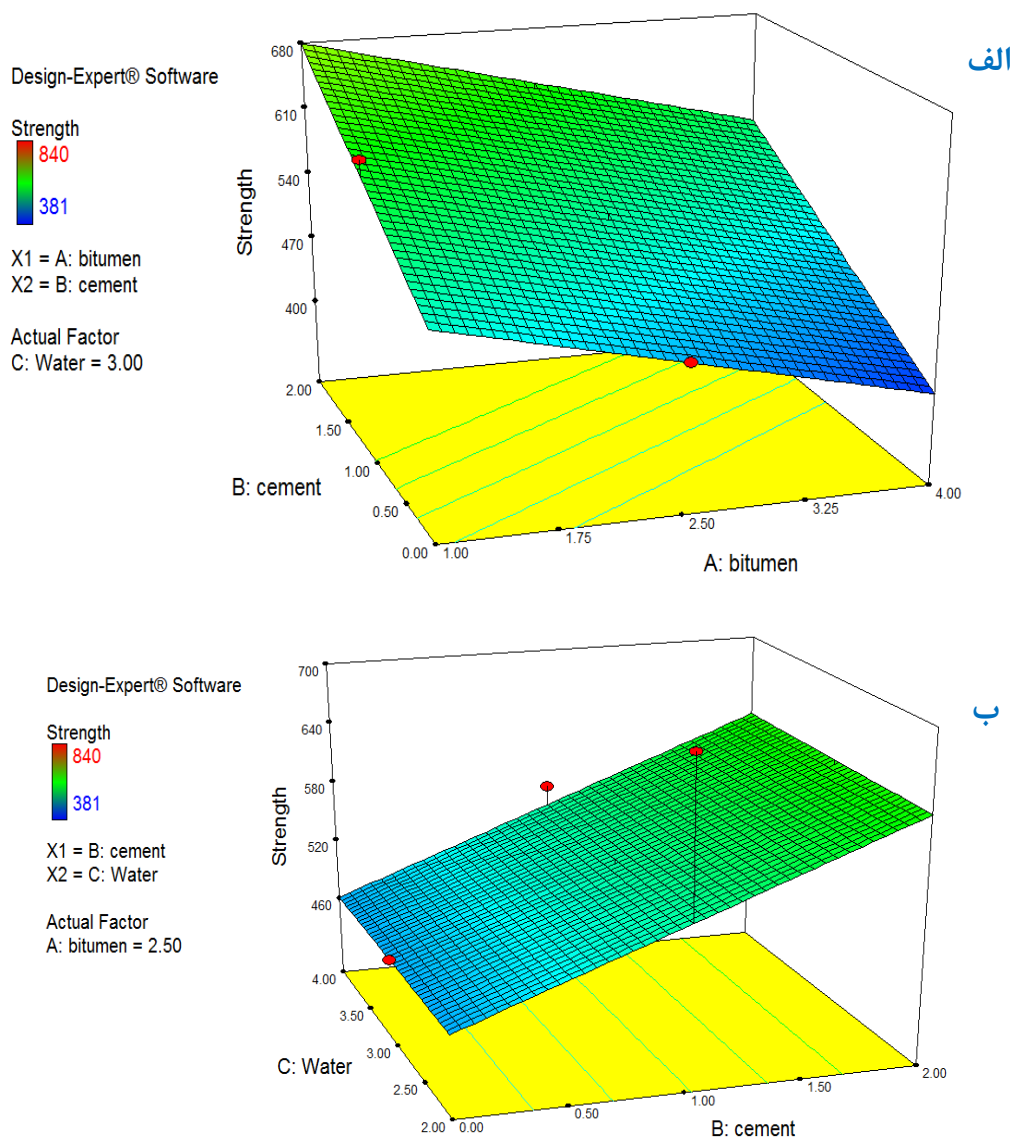 الف
Design-Expert® Software
Strength
840
381
X1 = A: bitumen
X2 = B: cement
Actual Factor
C: Water = 3.00
680
610
540
470
400
Strength
2.00
1.50
1.00
0.50
0.00
B: cement
1.00
1.75
2.50
3.25
4.00
A: bitumen
ب
Design-Expert® Software
Strength
840
381
X1 = B: cement
X2 = C: Water
Actual Factor
A: bitumen = 2.50
700
640
580
520
460
Strength
4.00
3.50
3.00
2.50
2.00
C: Water
0.00
0.50
1.00
1.50
2.00
B: cement